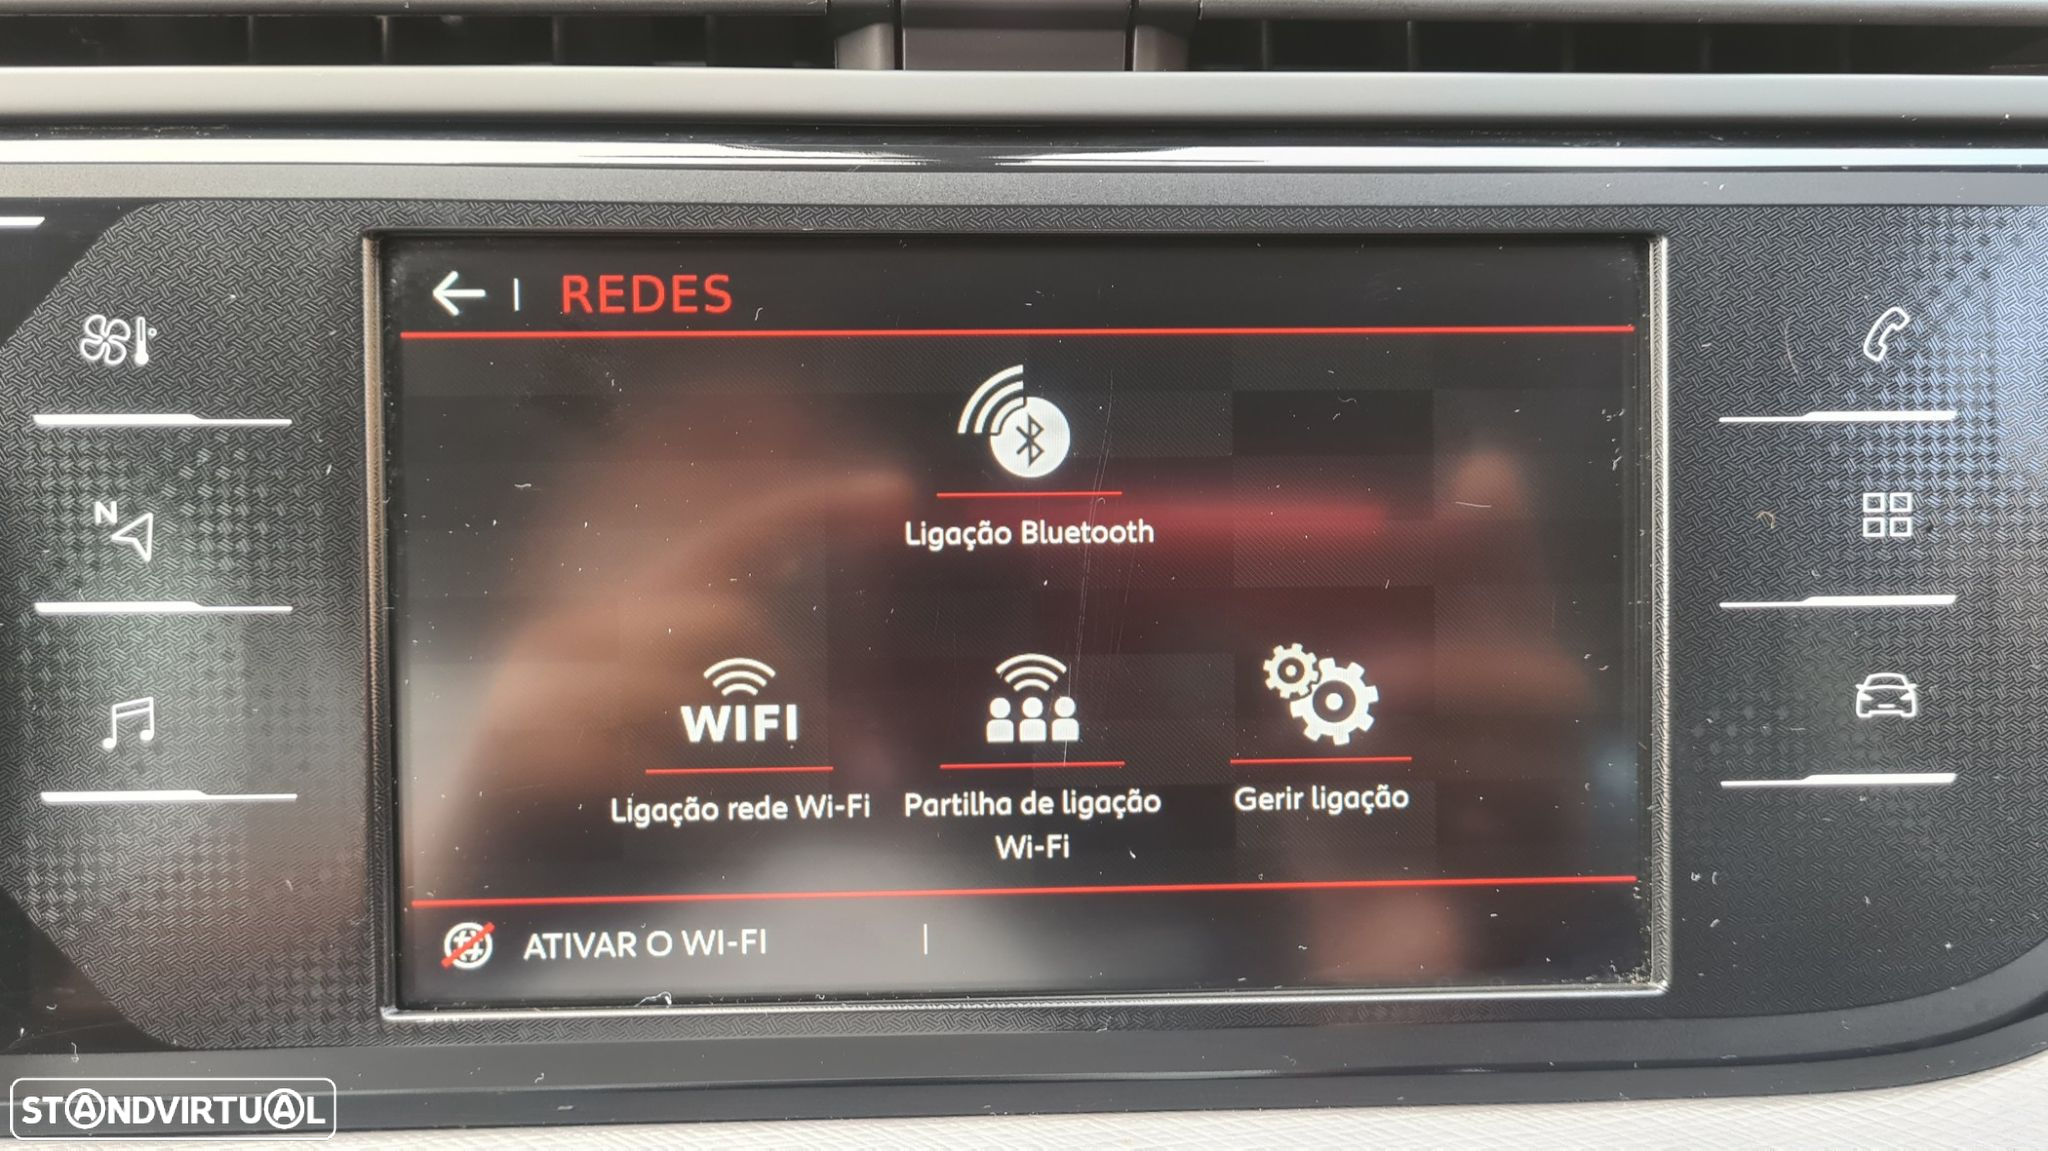 REDES
Ligação Bluetooth
N
WIFI
Ligação rede Wi-Fi
Partilha de ligação
Wi-Fi
Gerir ligação
ATIVAR O WI-FI
STANDVIRTUAL